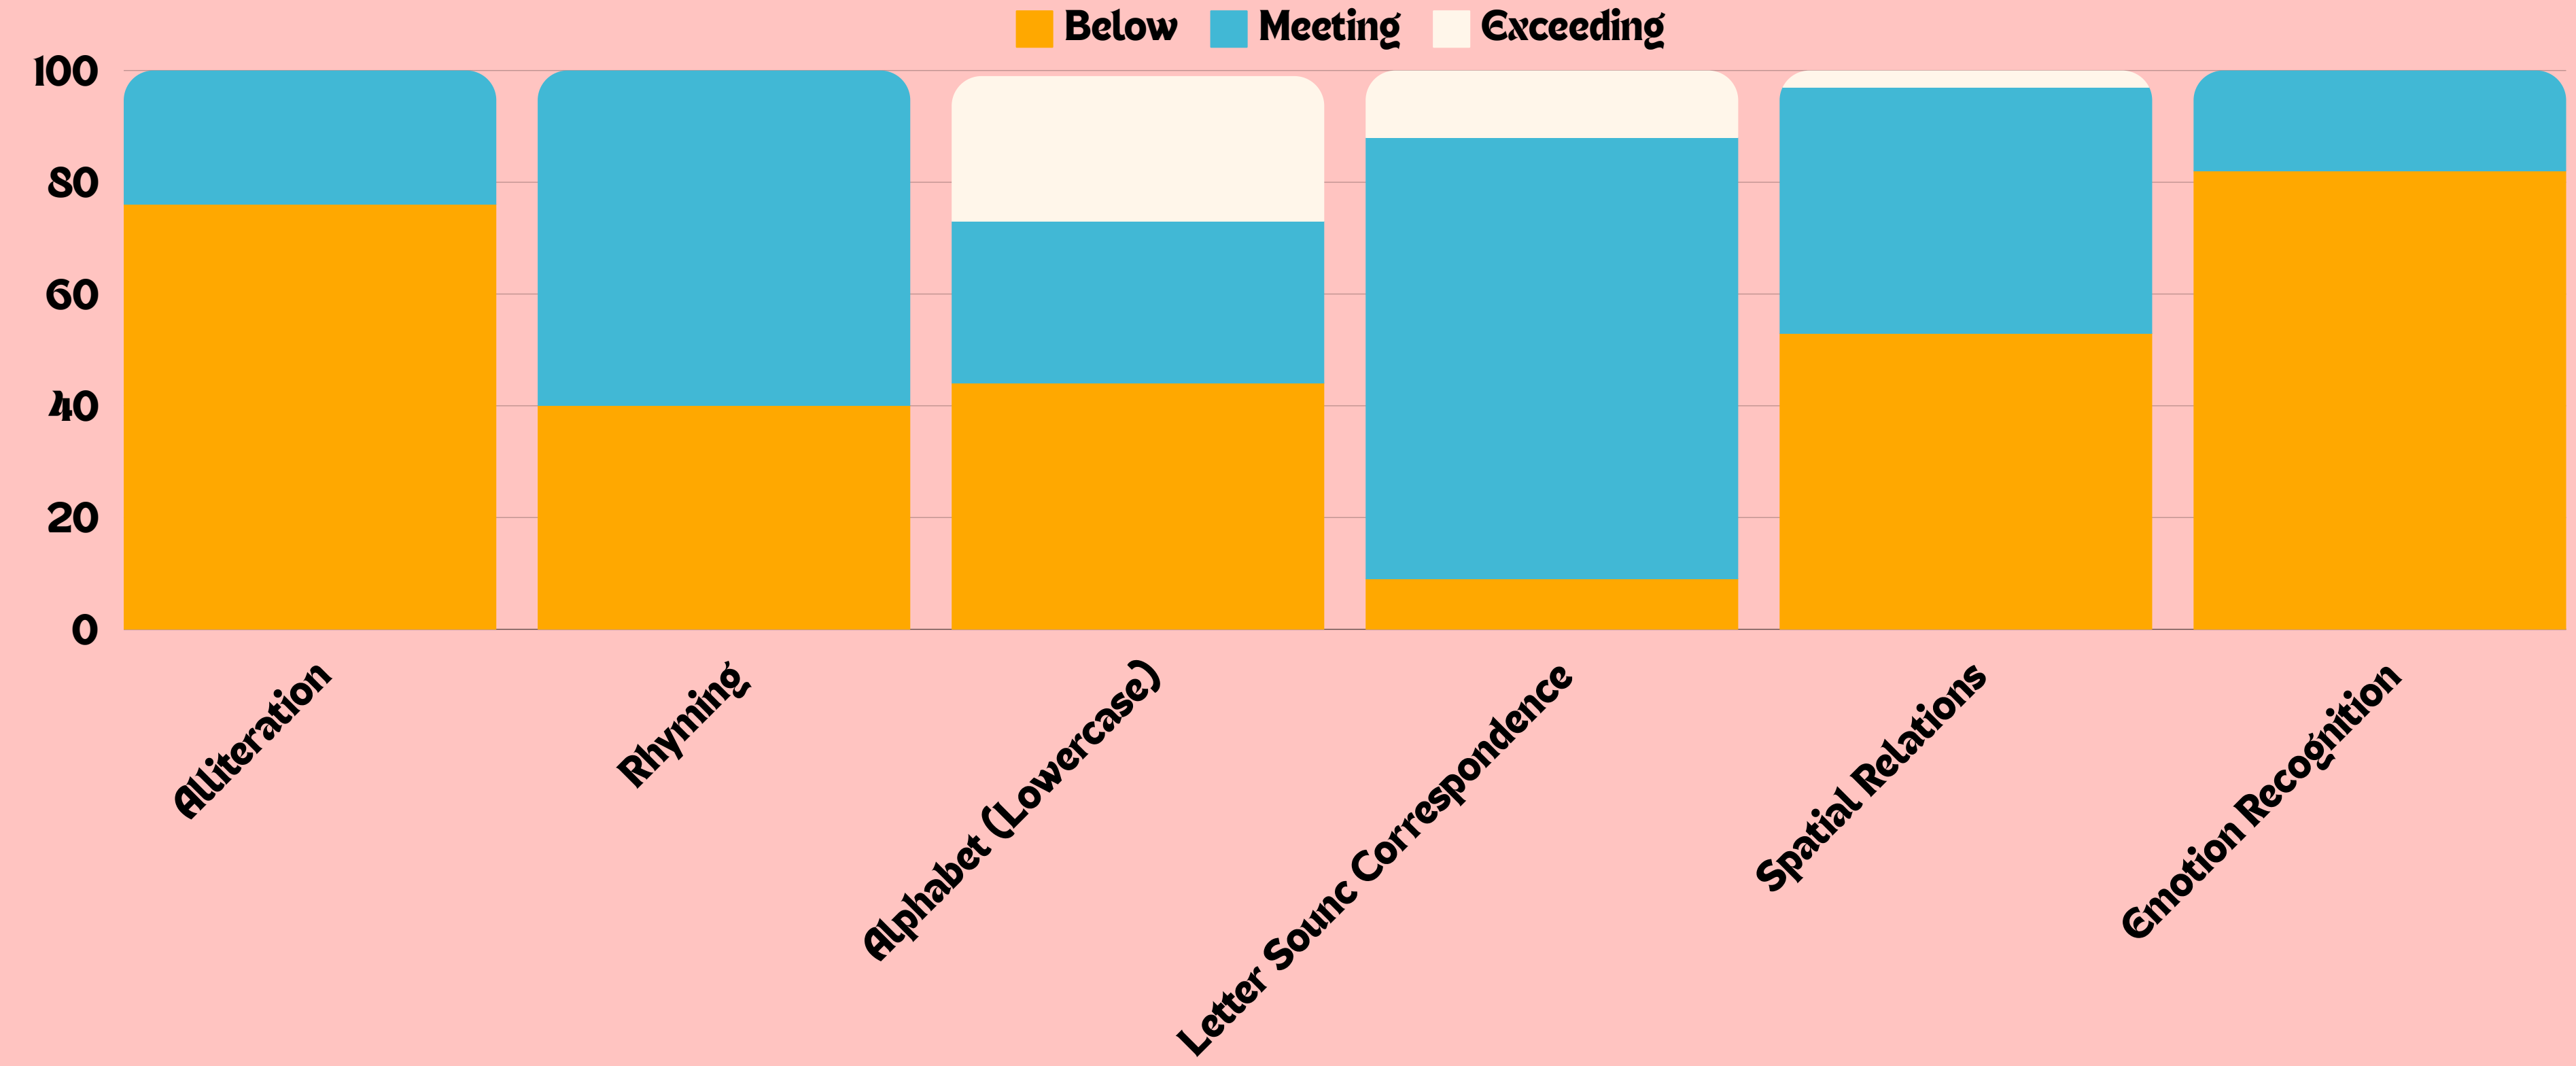 Below Meeting Exceeding
100
80
60
40
20
0
Alliteration
Rhyming
Alphabet (Lowercase)
Letter Sounc Correspondence
Spatial Relations
Emotion Recognition